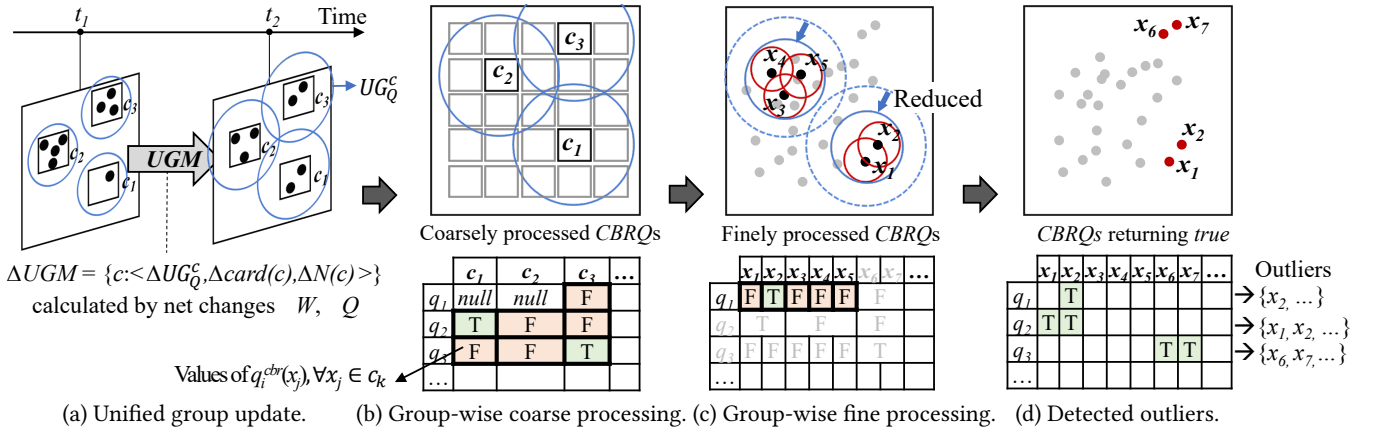 t1 t2 Time
c3 c3 UG_Q^c
c2 UGM c2
c1 c1
ΔUGM = {c:<ΔUG_Q^c,Δcard(c),ΔN(c)>}
calculated by net changes W, Q
(a) Unified group update.
c3
c2
c1
Coarsely processed CBRQs
c1 c2 c3 ...
q1 null null F
q2 T F F
q3 F F T
...
Values of q_i^cbr(x_j), ∀x_j ∈ c_k
(b) Group-wise coarse processing.
x4 x5
x3
Reduced
x2
x1
Finely processed CBRQs
x1 x2 x3 x4 x5 x6 x7 ...
q1 F T F F F F
q2 T F F
q3 F F F F F T
...
(c) Group-wise fine processing.
x6 x7
x2
x1
CBRQs returning true
x1 x2 x3 x4 x5 x6 x7 ... Outliers
q1 T → {x2, ...}
q2 T T → {x1, x2, ...}
q3 T T → {x6, x7, ...}
...
(d) Detected outliers.